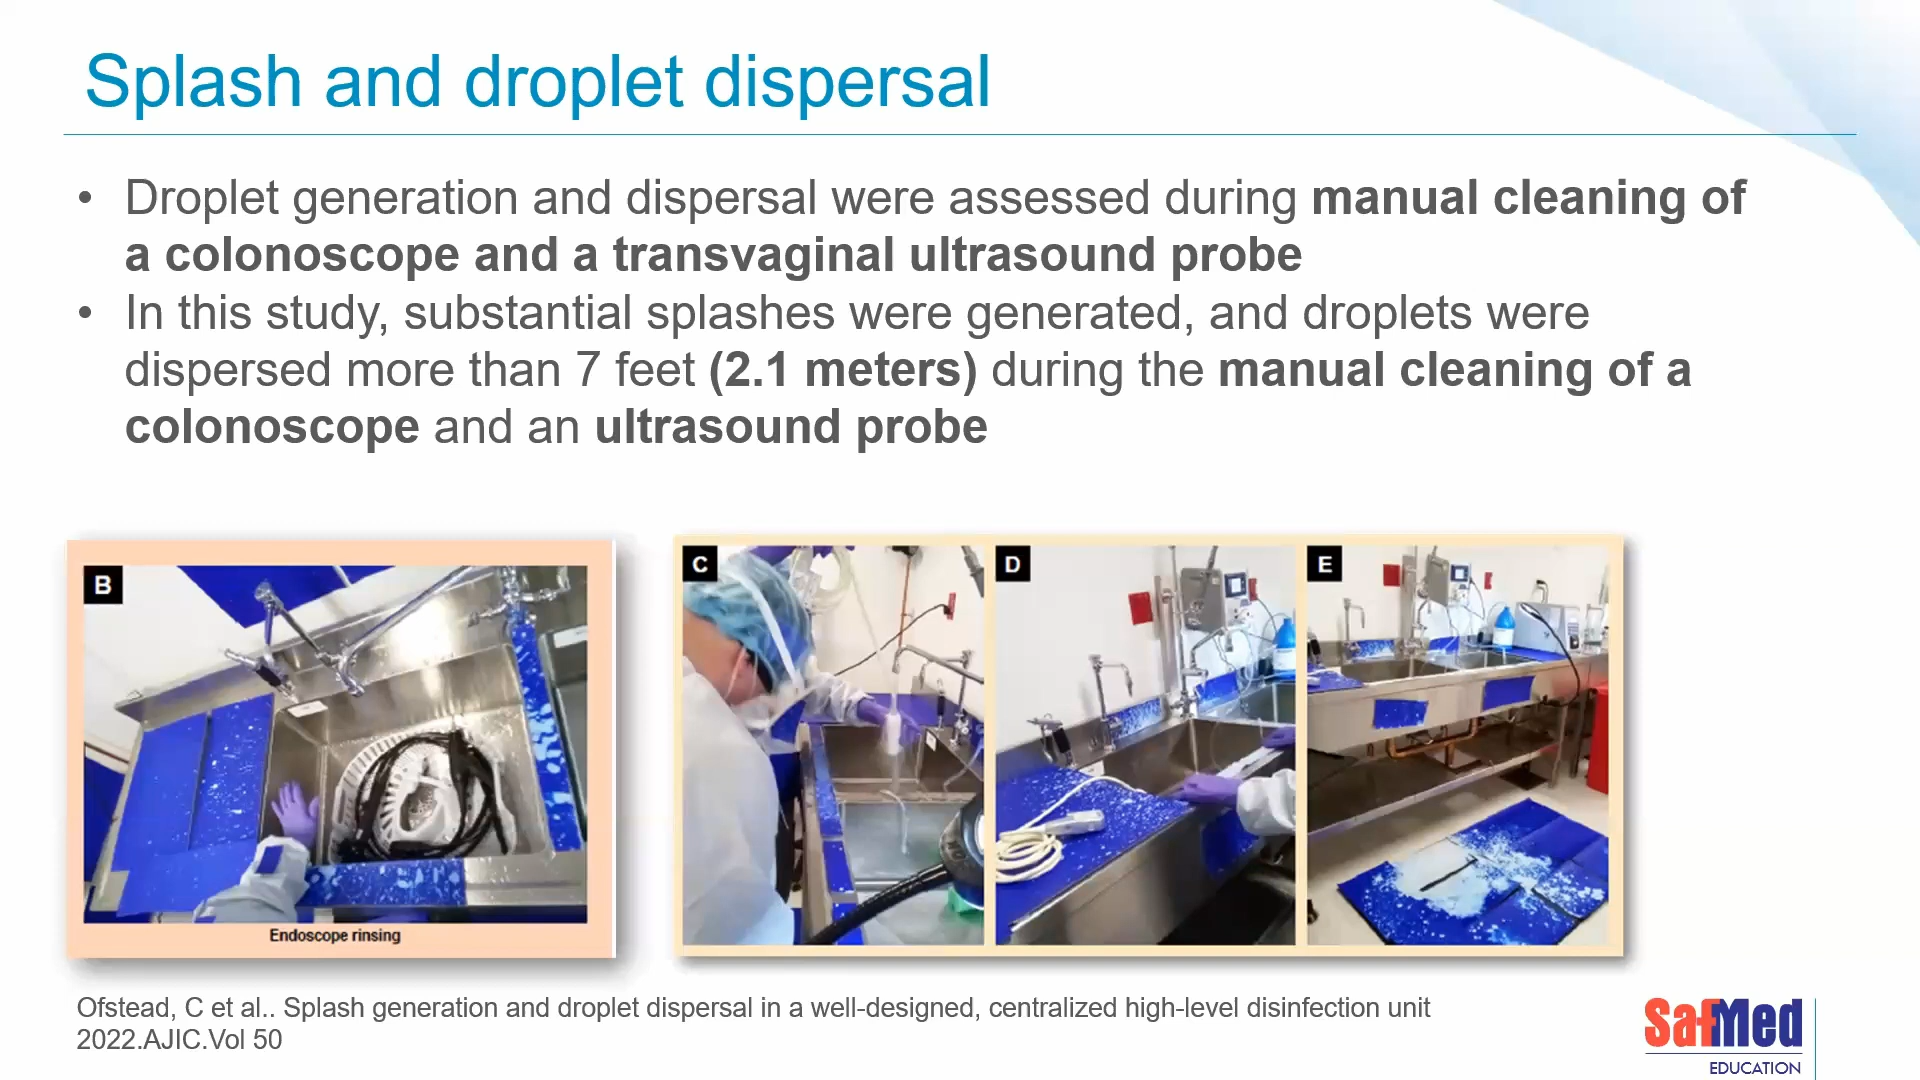 Splash and droplet dispersal
• Droplet generation and dispersal were assessed during manual cleaning of
a colonoscope and a transvaginal ultrasound probe
• In this study, substantial splashes were generated, and droplets were
dispersed more than 7 feet (2.1 meters) during the manual cleaning of a
colonoscope and an ultrasound probe
B
Endoscope rinsing
C
D
E
Ofstead, C et al.. Splash generation and droplet dispersal in a well-designed, centralized high-level disinfection unit
2022.AJIC.Vol 50
SafMed
EDUCATION